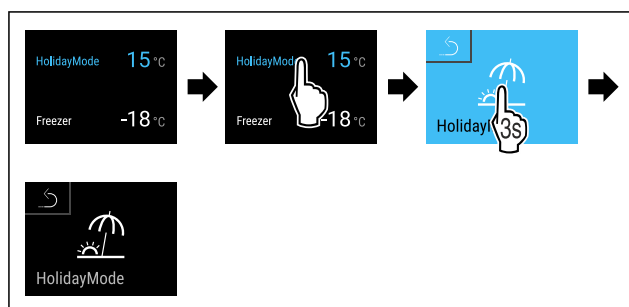 HolidayMode 15 °C
Freezer -18 °C
HolidayMod 15 °C
Freezer -18 °C
3s
HolidayMode